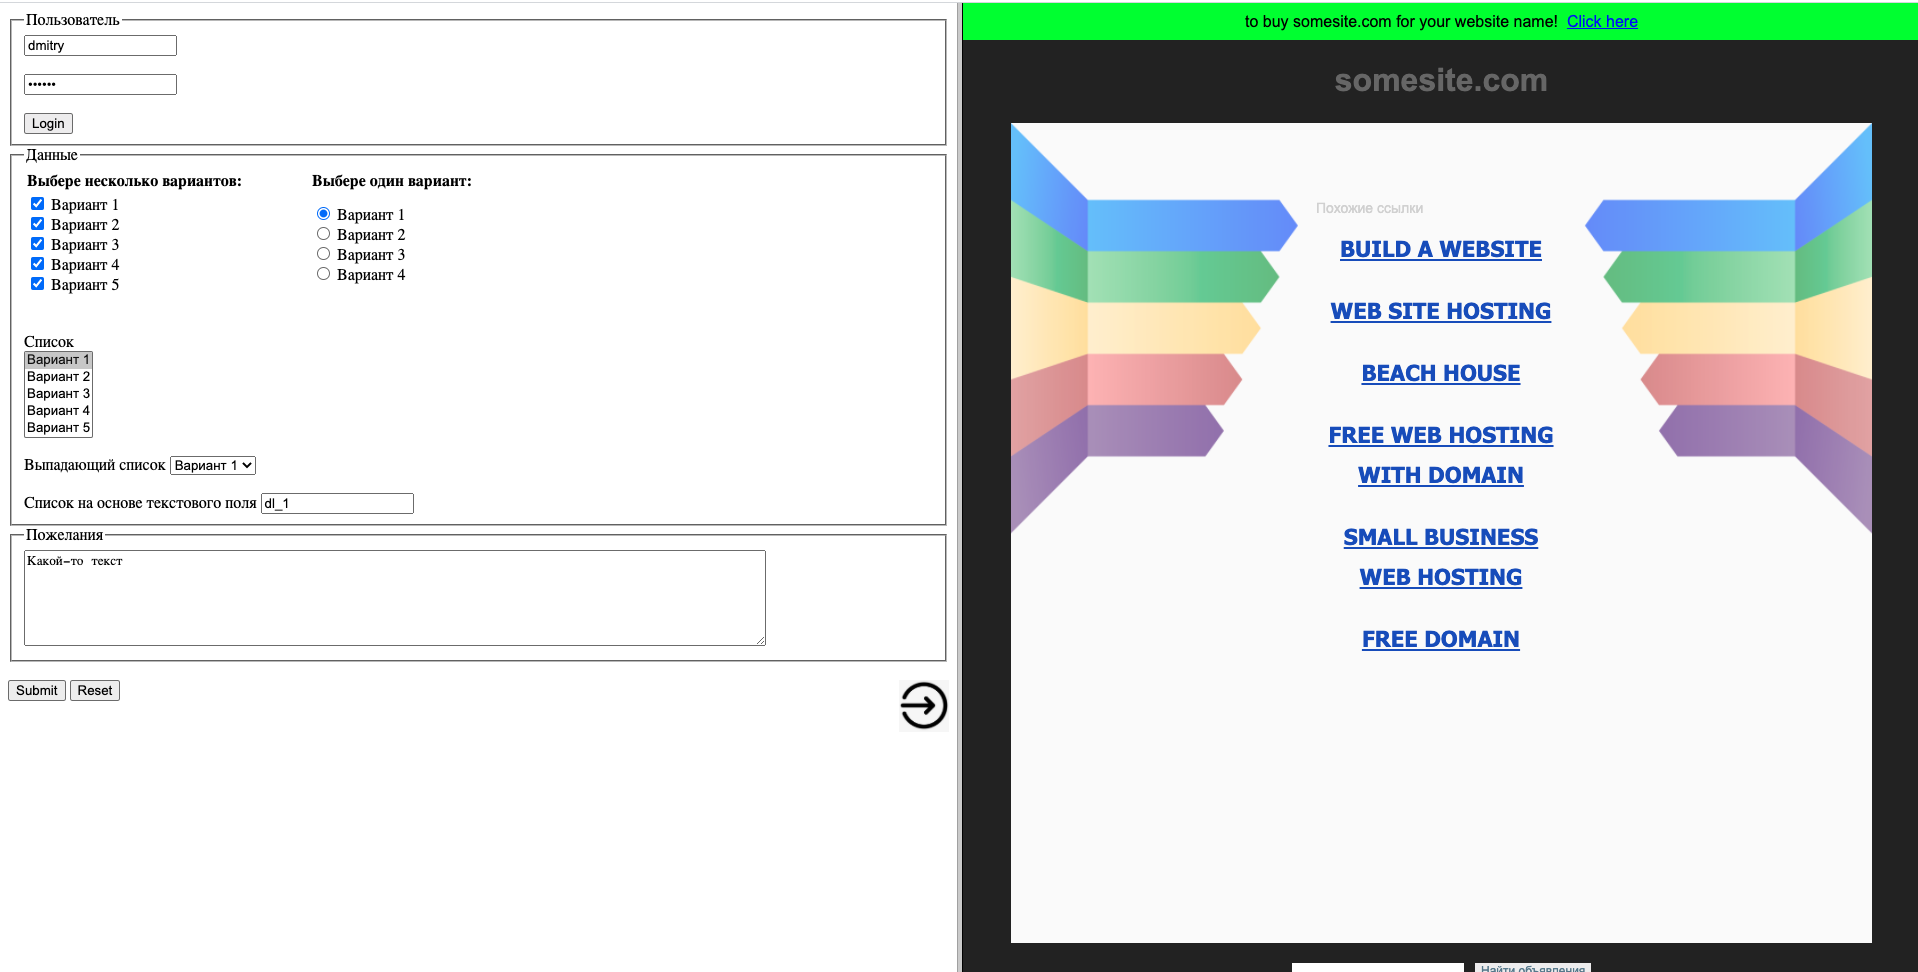 Пользователь
dmitry
••••••
Login
Данные
Выбере несколько вариантов:
Вариант 1
Вариант 2
Вариант 3
Вариант 4
Вариант 5
Выбере один вариант:
Вариант 1
Вариант 2
Вариант 3
Вариант 4
Список
Вариант 1
Вариант 2
Вариант 3
Вариант 4
Вариант 5
Выпадающий список Вариант 1
Список на основе текстового поля dl_1
Пожелания
Какой-то текст
Submit Reset
to buy somesite.com for your website name! Click here
somesite.com
Похожие ссылки
BUILD A WEBSITE
WEB SITE HOSTING
BEACH HOUSE
FREE WEB HOSTING
WITH DOMAIN
SMALL BUSINESS
WEB HOSTING
FREE DOMAIN
Найти объявления